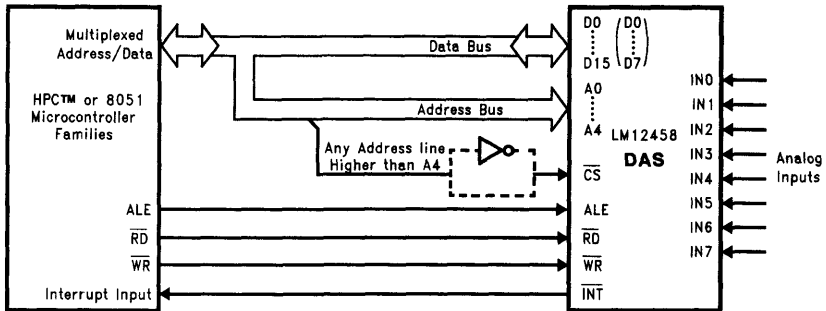 Multiplexed
Address/Data
HPC™ or 8051
Microcontroller
Families
ALE
RD
WR
Interrupt Input
Data Bus
Address Bus
Any Address line
Higher than A4
D0
D15
(D0
D7)
A0
A4
LM12458
DAS
CS
ALE
RD
WR
INT
IN0
IN1
IN2
IN3
IN4
IN5
IN6
IN7
Analog
Inputs